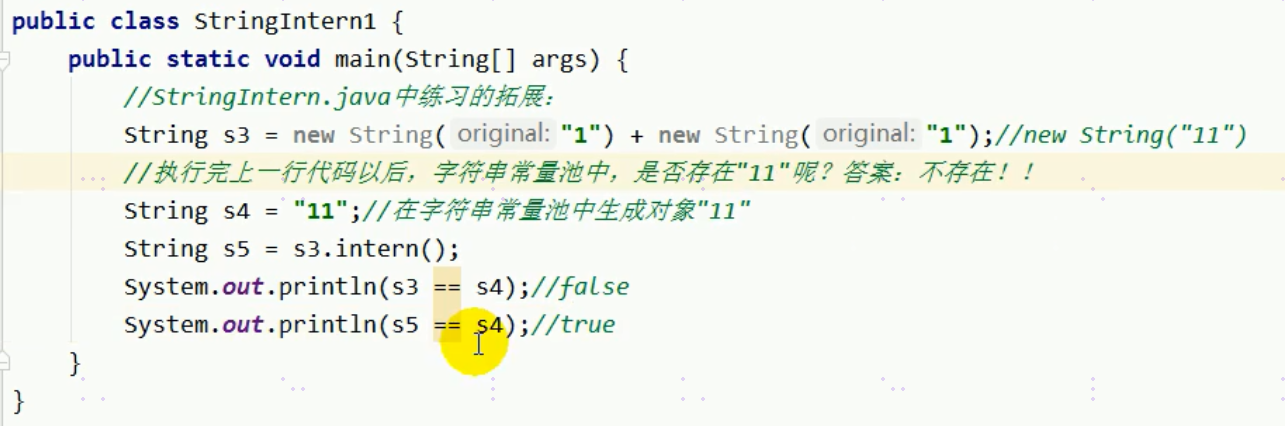 public class StringIntern1 {
public static void main(String[] args) {
//StringIntern.java中练习的拓展：
String s3 = new String( original: "1") + new String( original: "1");//new String("11")
//执行完上一行代码以后，字符串常量池中，是否存在"11"呢？答案：不存在！！
String s4 = "11";//在字符串常量池中生成对象"11"
String s5 = s3.intern();
System.out.println(s3 == s4);//false
System.out.println(s5 == s4);//true
}
}